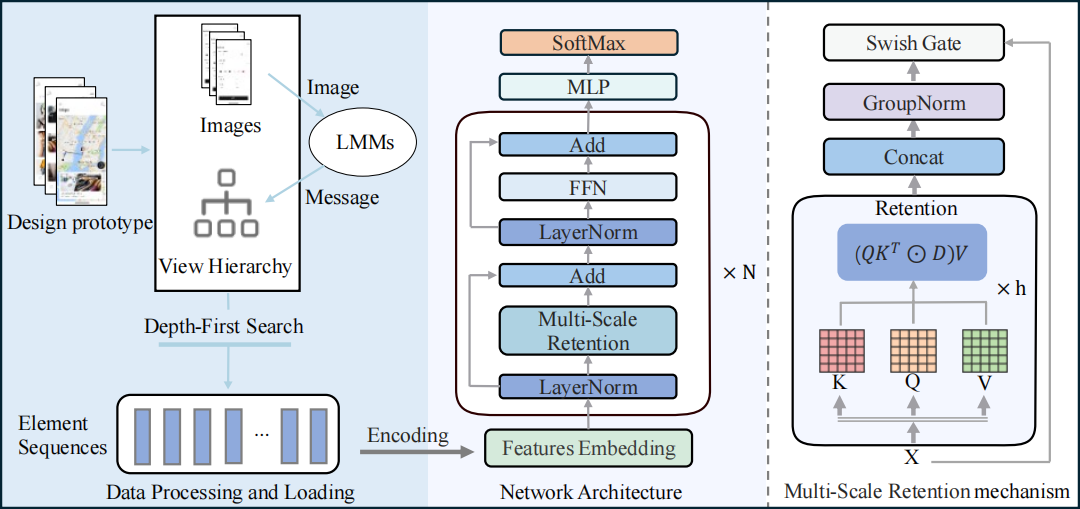 Design prototype
Images
Image
LMMs
Message
View Hierarchy
Depth-First Search
Element
Sequences
...
Encoding
Data Processing and Loading
SoftMax
MLP
Add
FFN
LayerNorm
Add
Multi-Scale
Retention
LayerNorm
× N
Features Embedding
Network Architecture
Swish Gate
GroupNorm
Concat
Retention
(QKᵀ ⊙ D)V
× h
K Q V
X
Multi-Scale Retention mechanism